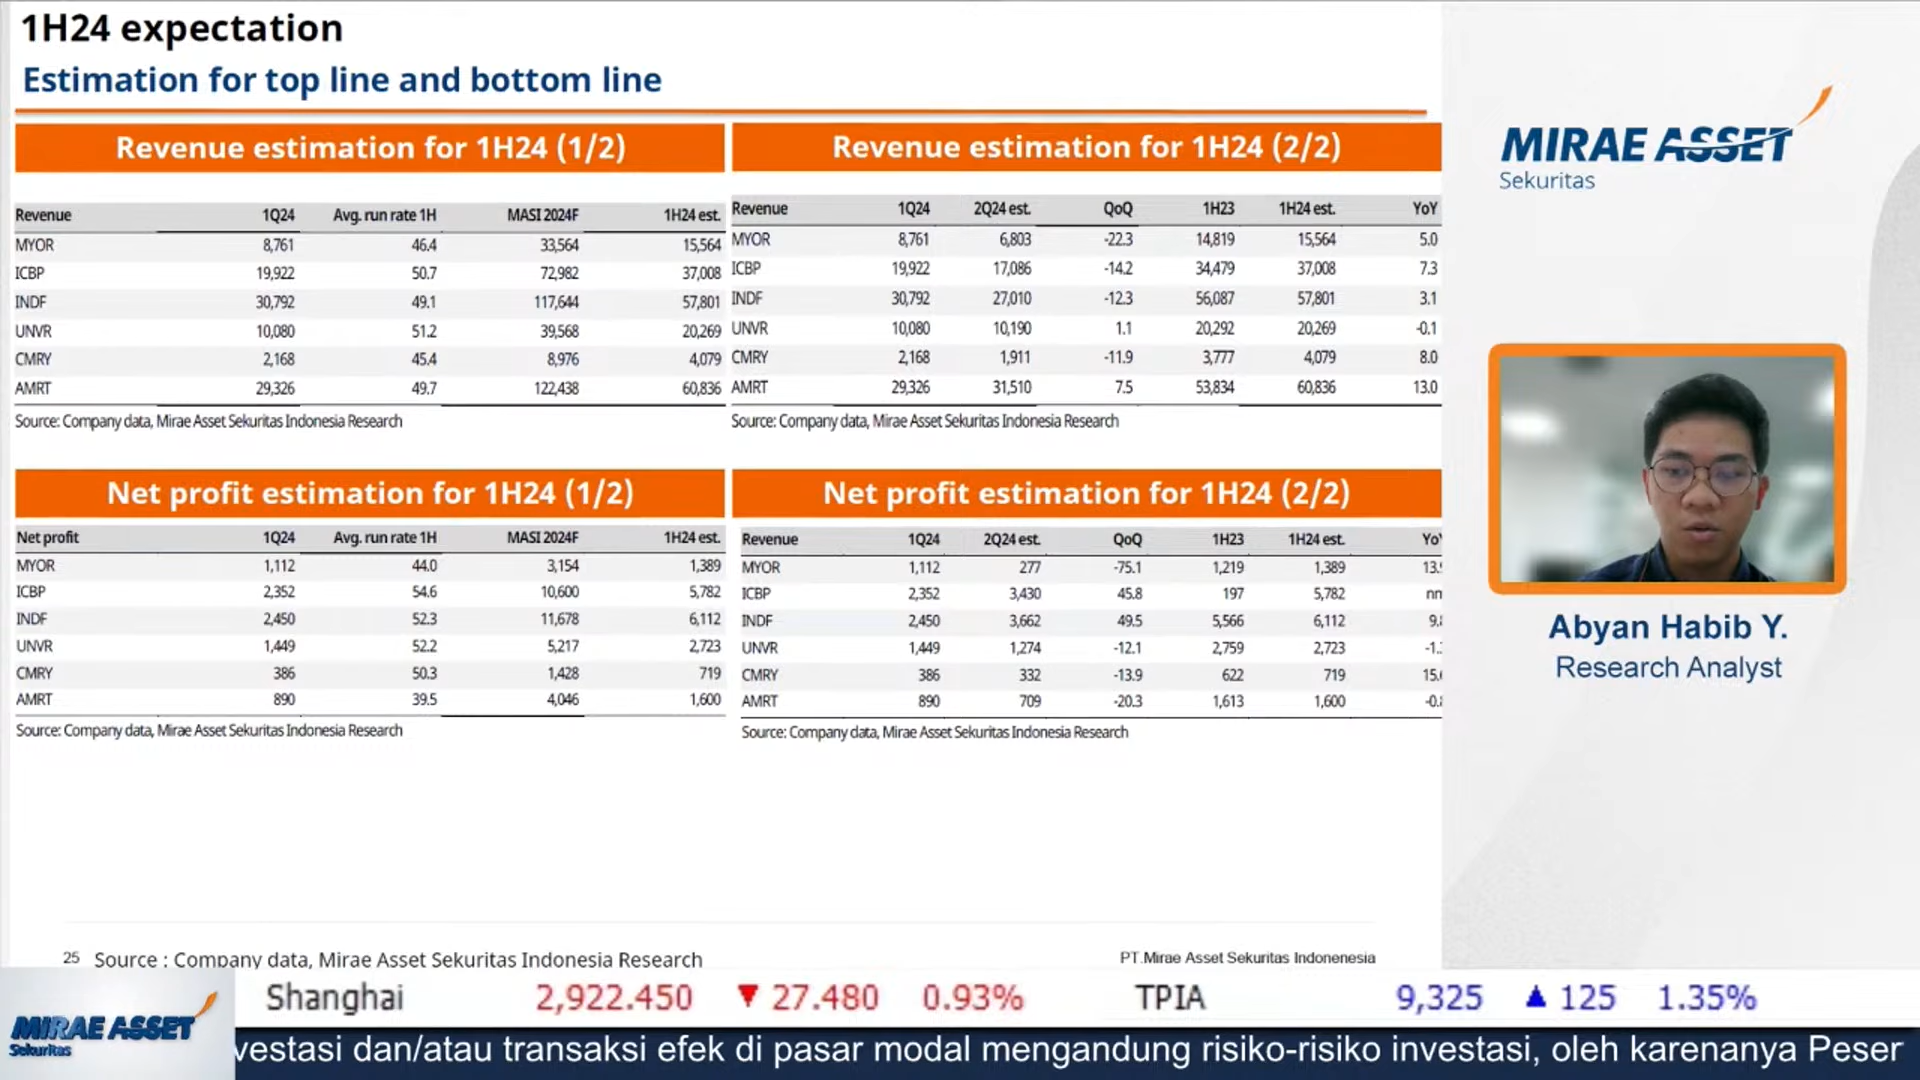 1H24 expectation
Estimation for top line and bottom line
Revenue estimation for 1H24 (1/2)
Revenue 1Q24 Avg. run rate 1H MASI 2024F 1H24 est.
MYOR 8,761 46.4 33,564 15,564
ICBP 19,922 50.7 72,982 37,008
INDF 30,792 49.1 117,644 57,801
UNVR 10,080 51.2 39,568 20,269
CMRY 2,168 45.4 8,976 4,079
AMRT 29,326 49.7 122,438 60,836
Source: Company data, Mirae Asset Sekuritas Indonesia Research
Revenue estimation for 1H24 (2/2)
Revenue 1Q24 2Q24 est. QoQ 1H23 1H24 est. YoY
MYOR 8,761 6,803 -22.3 14,819 15,564 5.0
ICBP 19,922 17,086 -14.2 34,479 37,008 7.3
INDF 30,792 27,010 -12.3 56,087 57,801 3.1
UNVR 10,080 10,190 1.1 20,292 20,269 -0.1
CMRY 2,168 1,911 -11.9 3,777 4,079 8.0
AMRT 29,326 31,510 7.5 53,834 60,836 13.0
Source: Company data, Mirae Asset Sekuritas Indonesia Research
Net profit estimation for 1H24 (1/2)
Net profit 1Q24 Avg. run rate 1H MASI 2024F 1H24 est.
MYOR 1,112 44.0 3,154 1,389
ICBP 2,352 54.6 10,600 5,782
INDF 2,450 52.3 11,678 6,112
UNVR 1,449 52.2 5,217 2,723
CMRY 386 50.3 1,428 719
AMRT 890 39.5 4,046 1,600
Source: Company data, Mirae Asset Sekuritas Indonesia Research
Net profit estimation for 1H24 (2/2)
Revenue 1Q24 2Q24 est. QoQ 1H23 1H24 est.
MYOR 1,112 277 -75.1 1,219 1,389
ICBP 2,352 3,430 45.8 197 5,782
INDF 2,450 3,662 49.5 5,566 6,112
UNVR 1,449 1,274 -12.1 2,759 2,723
CMRY 386 332 -13.9 622 719
AMRT 890 709 -20.3 1,613 1,600
Source: Company data, Mirae Asset Sekuritas Indonesia Research
25 Source : Company data, Mirae Asset Sekuritas Indonesia Research
PT.Mirae Asset Sekuritas Indonenesia
MIRAE ASSET
Sekuritas
Abyan Habib Y.
Research Analyst
MIRAE ASSET
Sekuritas
Shanghai 2,922.450 ▼ 27.480 0.93% TPIA 9,325 ▲ 125 1.35%
vestasi dan/atau transaksi efek di pasar modal mengandung risiko-risiko investasi, oleh karenanya Peser